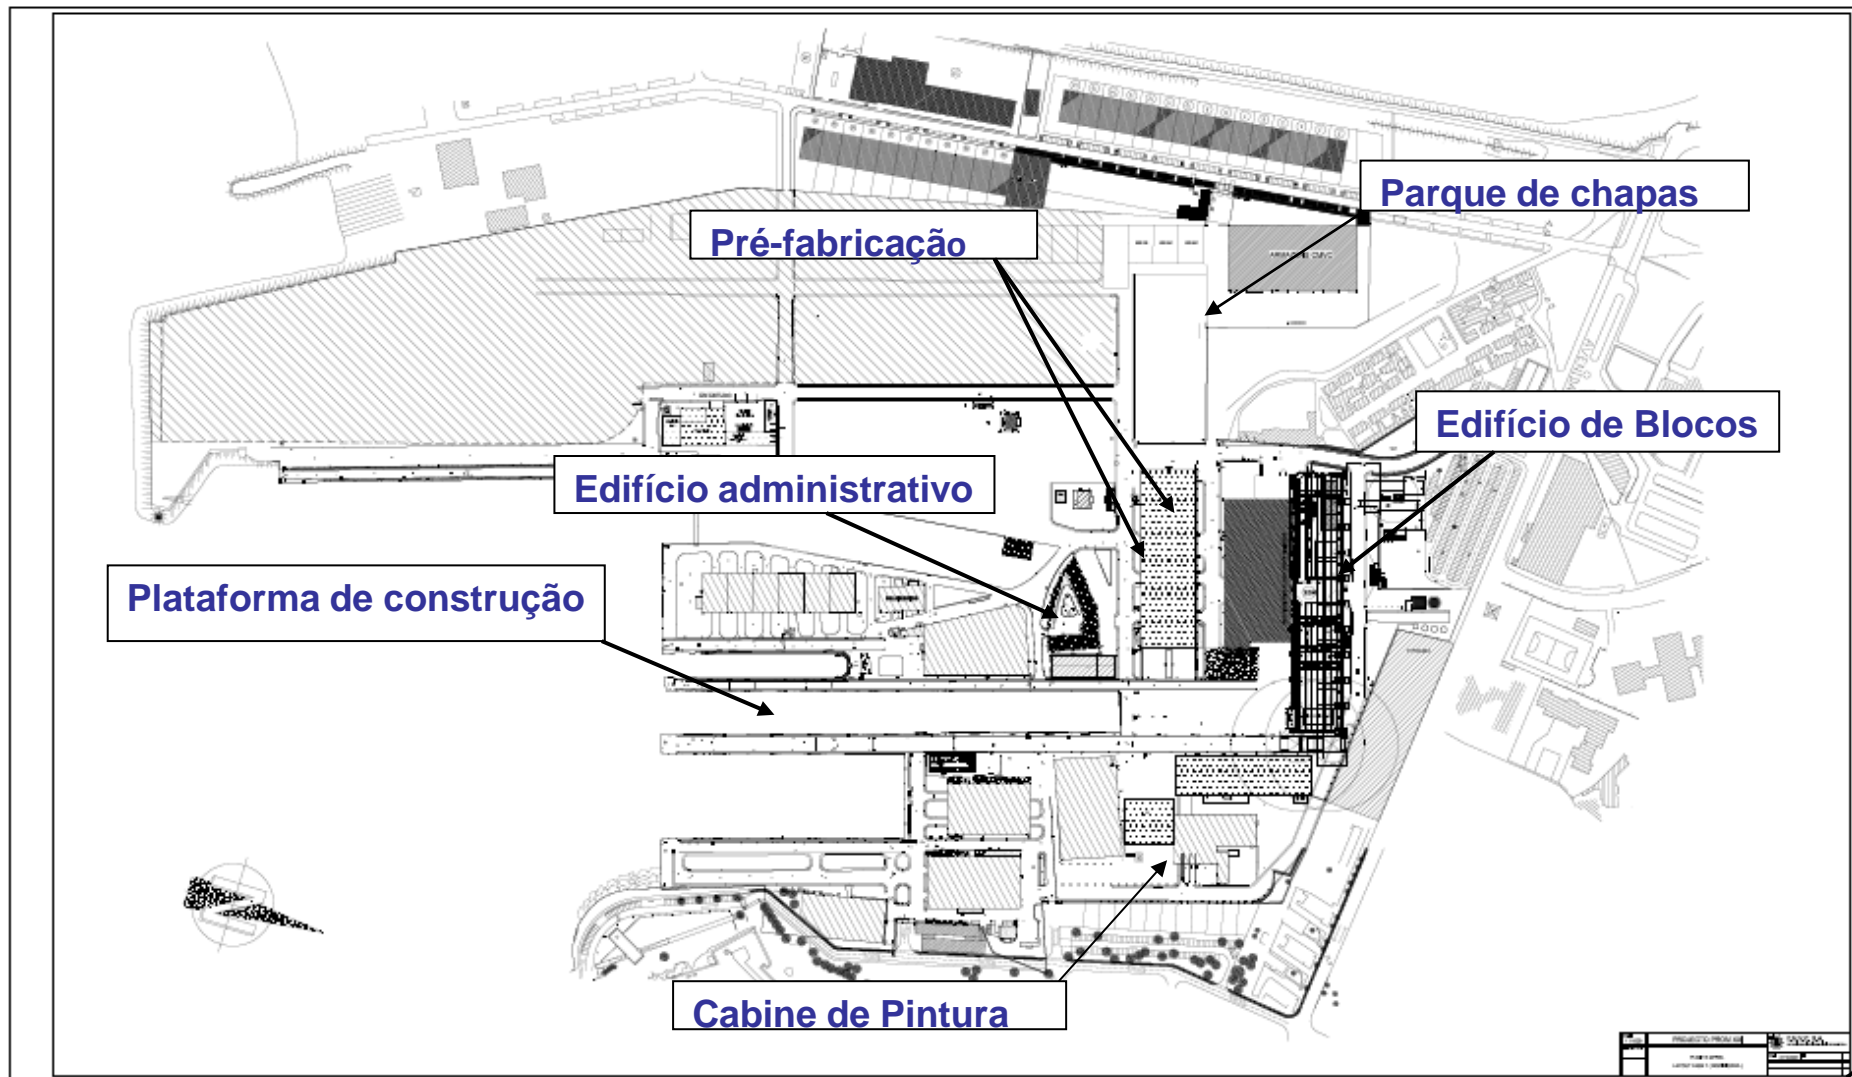 Parque de chapas
Pré-fabricação
Edifício de Blocos
Edifício administrativo
Plataforma de construção
Cabine de Pintura